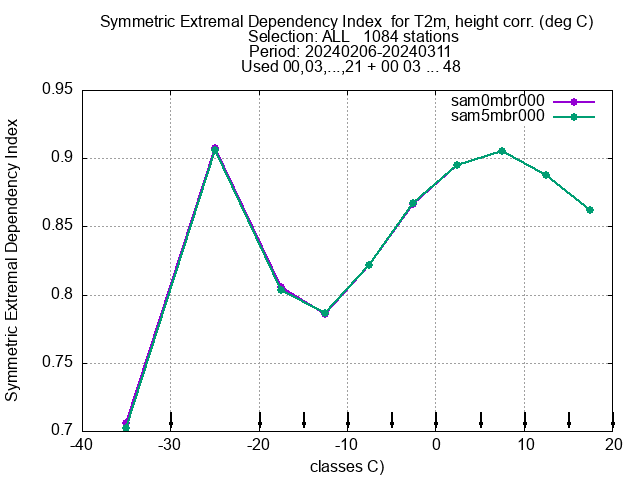 Symmetric Extremal Dependency Index  for T2m, height corr. (deg C)
Selection: ALL   1084 stations
Period: 20240206-20240311
Used 00,03,...,21 + 00 03 ... 48
sam0mbr000
sam5mbr000
Symmetric Extremal Dependency Index
0.95
0.9
0.85
0.8
0.75
0.7
-40 -30 -20 -10 0 10 20
classes C)